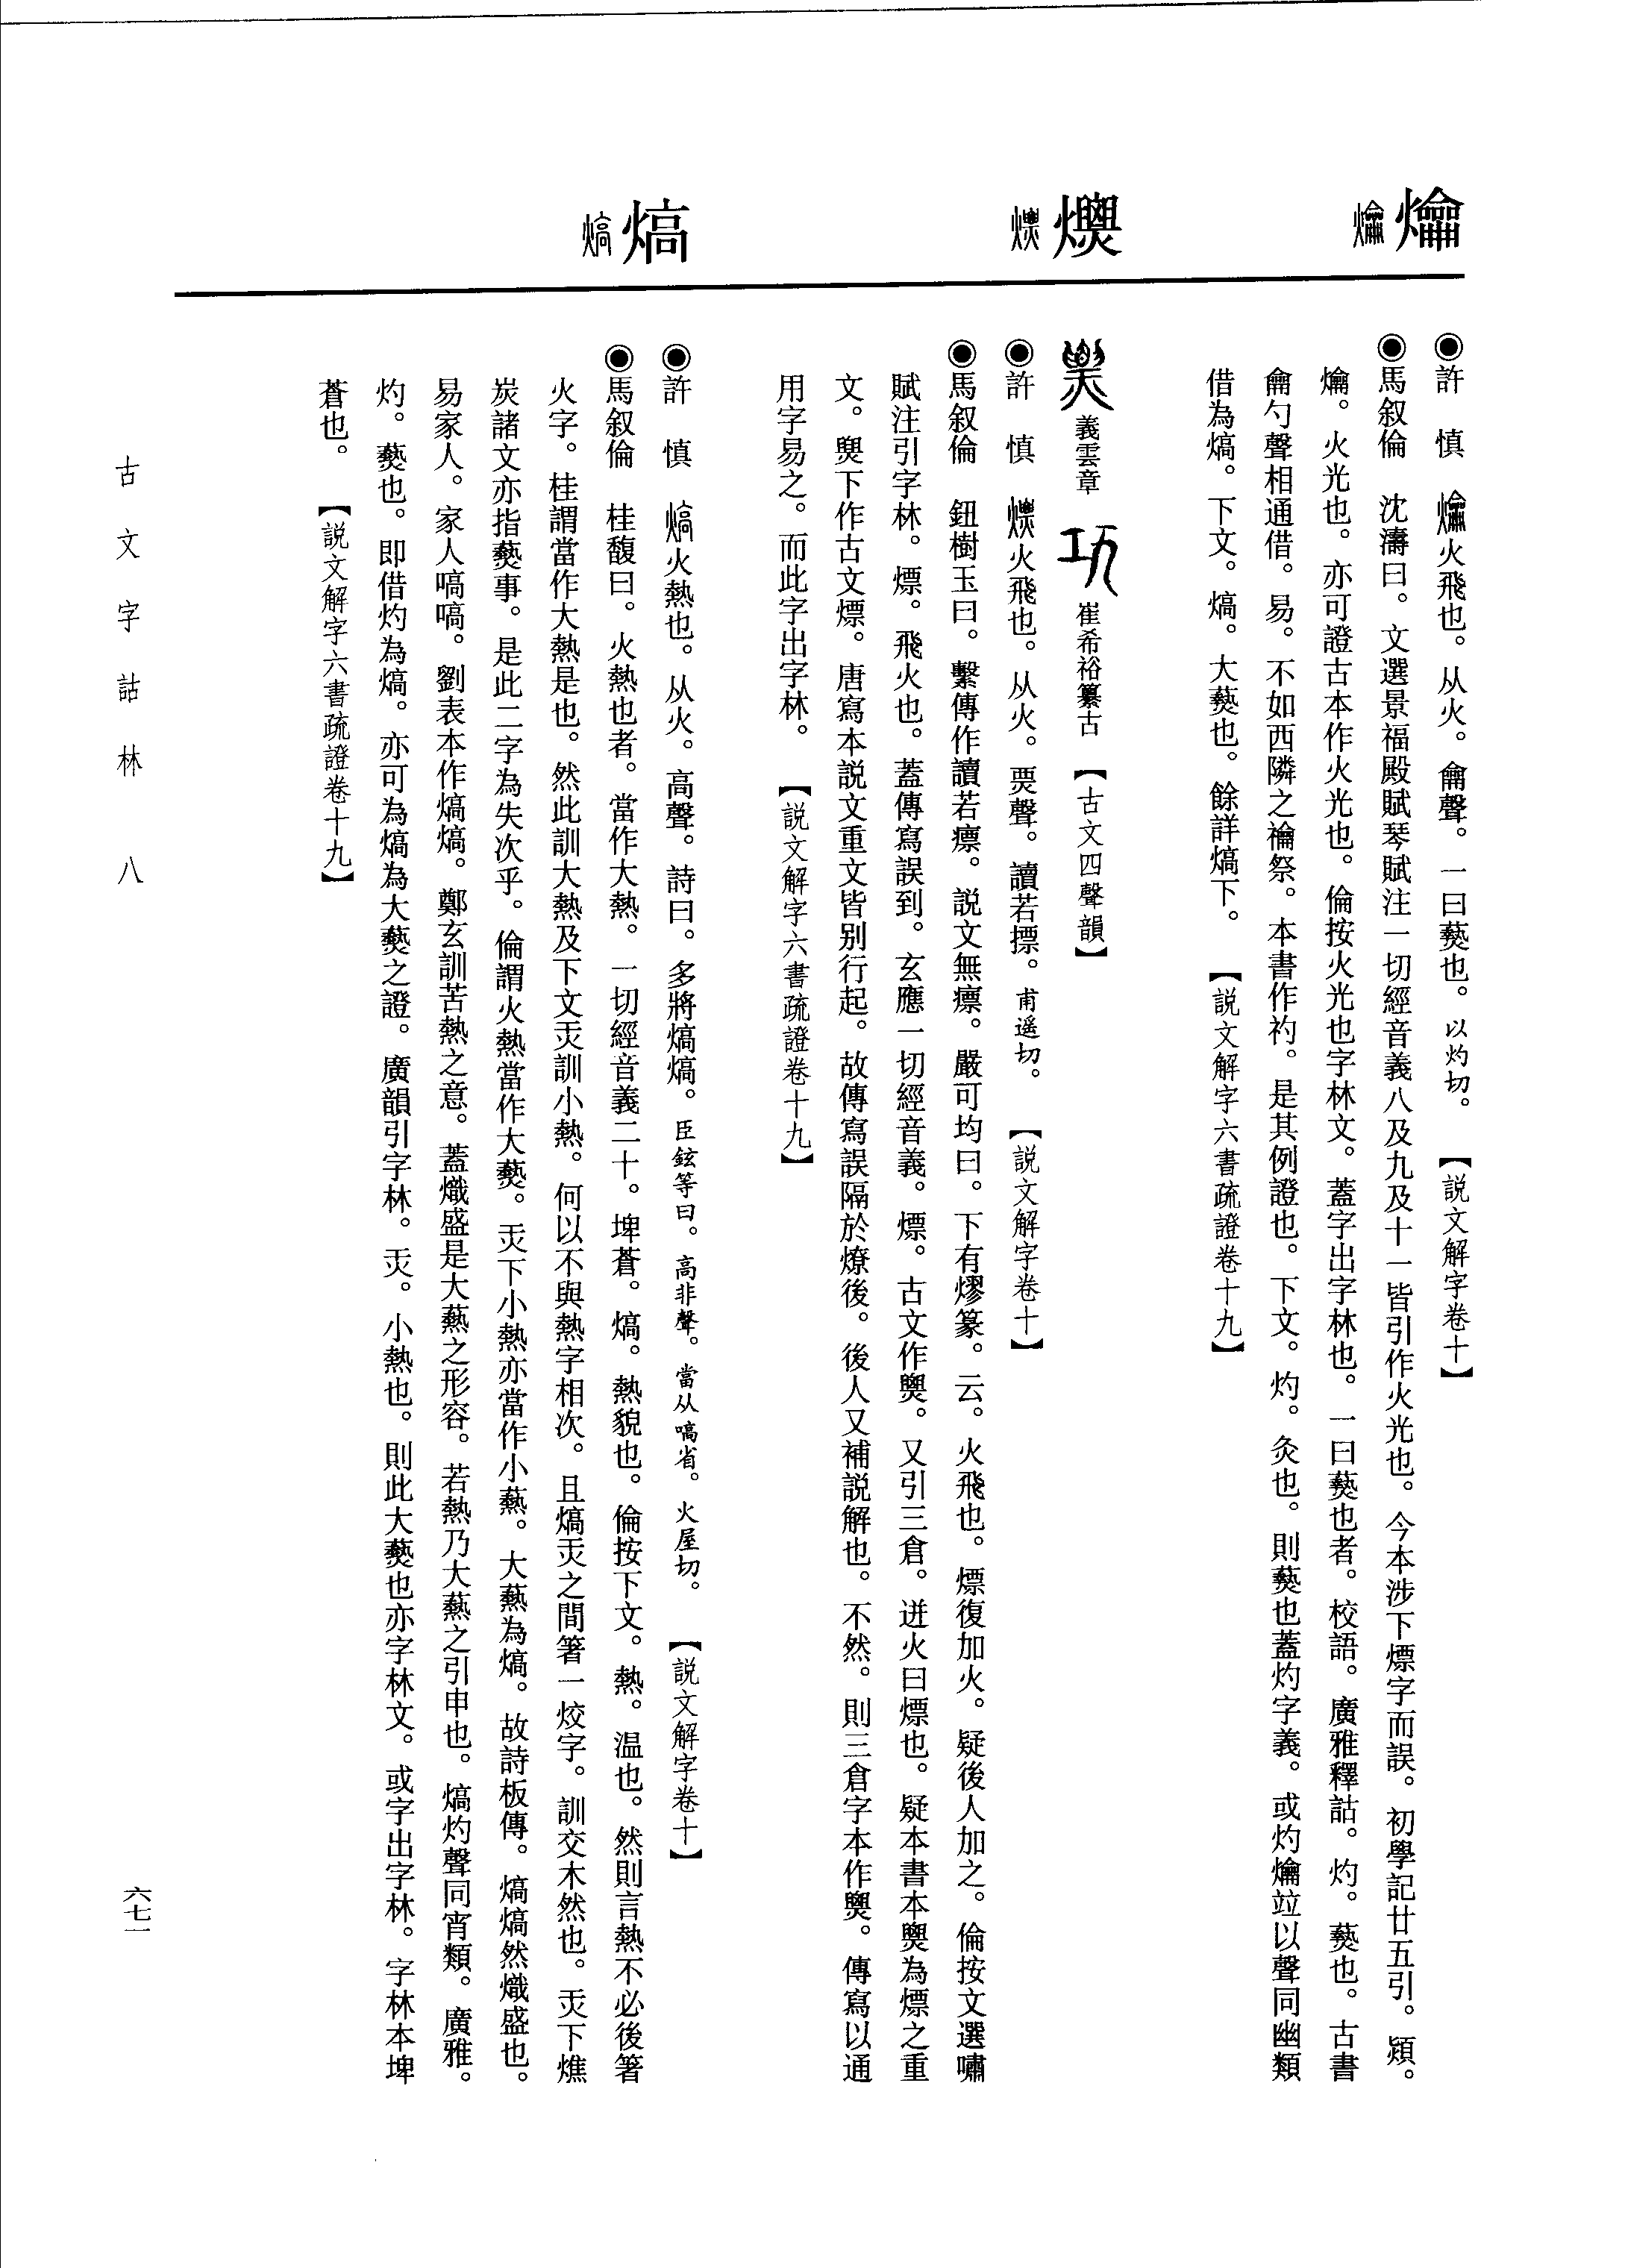 爚
◉許　慎　爚火飛也。从火。龠聲。一曰爇也。以灼切。【説文解字卷十】
◉馬叙倫　沈濤曰。文選景福殿賦琴賦注一切經音義八及九及十一皆引作火光也。今本涉下熛字而誤。初學記廿五引。熲。
爚。火光也。亦可證古本作火光也。倫按火光也字林文。蓋字出字林也。一曰爇也者。校語。廣雅釋詁。灼。爇也。古書
龠勺聲相通借。易。不如西隣之禴祭。本書作礿。是其例證也。下文。灼。灸也。則爇也蓋灼字義。或灼爚竝以聲同幽類
借為熇。下文。熇。大爇也。餘詳熇下。【説文解字六書疏證卷十九】
熛
義雲章　崔希裕纂古【古文四聲韻】
◉許　慎　熛火飛也。从火。票聲。讀若摽。甫遥切。【説文解字卷十】
◉馬叙倫　鈕樹玉曰。繫傳作讀若瘭。説文無瘭。嚴可均曰。下有熮篆。云。火飛也。熛復加火。疑後人加之。倫按文選嘯
賦注引字林。熛。飛火也。蓋傳寫誤到。玄應一切經音義。熛。古文作㷠。又引三倉。迸火曰熛也。疑本書本㷠為熛之重
文。㷠下作古文熛。唐寫本説文重文皆别行起。故傳寫誤隔於燎後。後人又補説解也。不然。則三倉字本作㷠。傳寫以通
用字易之。而此字出字林。【説文解字六書疏證卷十九】
熇
◉許　慎　熇火熱也。从火。高聲。詩曰。多將熇熇。臣鉉等曰。高非聲。當从嗃省。火屋切。【説文解字卷十】
◉馬叙倫　桂馥曰。火熱也者。當作大熱。一切經音義二十。埤蒼。熇。熱貌也。倫按下文。熱。温也。然則言熱不必後箸
火字。桂謂當作大熱是也。然此訓大熱及下文灻訓小熱。何以不與熱字相次。且熇灻之間箸一烄字。訓交木然也。灻下燋
炭諸文亦指爇事。是此二字為失次乎。倫謂火熱當作大爇。灻下小熱亦當作小爇。大爇為熇。故詩板傳。熇熇然熾盛也。
易家人。家人嗃嗃。劉表本作熇熇。鄭玄訓苦熱之意。蓋熾盛是大爇之形容。若熱乃大爇之引申也。熇灼聲同宵類。廣雅。
灼。爇也。即借灼為熇。亦可為熇為大爇之證。廣韻引字林。灻。小熱也。則此大爇也亦字林文。或字出字林。字林本埤
蒼也。【説文解字六書疏證卷十九】
古文字詁林　八
六七一